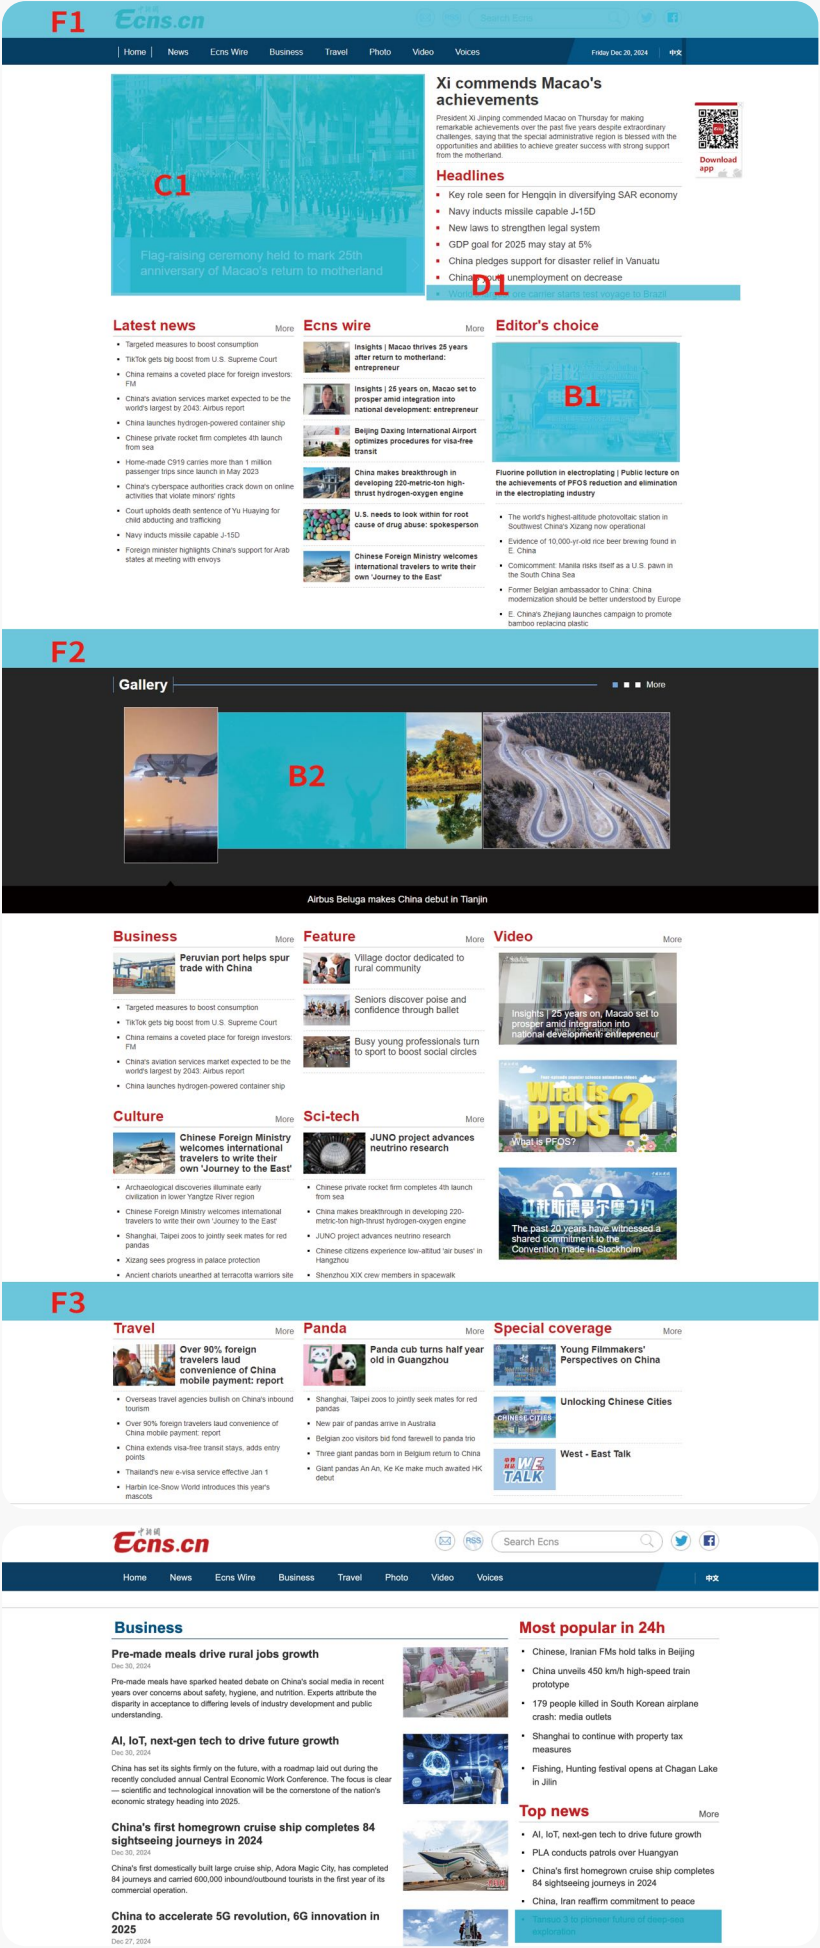 F1
中新网
Ecns.cn
RSS
Search Ecns
Home
News
Ecns Wire
Business
Travel
Photo
Video
Voices
Friday Dec 20, 2024
中文
C1
Flag-raising ceremony held to mark 25th
anniversary of Macao's return to motherland
Xi commends Macao's
achievements
President Xi Jinping commended Macao on Thursday for making
remarkable achievements over the past five years despite extraordinary
challenges, saying that the special administrative region is blessed with the
opportunities and abilities to achieve greater success with strong support
from the motherland.
Download
app
Headlines
Key role seen for Hengqin in diversifying SAR economy
Navy inducts missile capable J-15D
New laws to strengthen legal system
GDP goal for 2025 may stay at 5%
China pledges support for disaster relief in Vanuatu
China's youth unemployment on decrease
D1
ore carrier starts test voyage to Brazil
Latest news
More
Targeted measures to boost consumption
TikTok gets big boost from U.S. Supreme Court
China remains a coveted place for foreign investors:
FM
China's aviation services market expected to be the
world's largest by 2043: Airbus report
China launches hydrogen-powered container ship
Chinese private rocket firm completes 4th launch
from sea
Home-made C919 carries more than 1 million
passenger trips since launch in May 2023
China's cyberspace authorities crack down on online
activities that violate minors' rights
Court upholds death sentence of Yu Huaying for
child abducting and trafficking
Navy inducts missile capable J-15D
Foreign minister highlights China's support for Arab
states at meeting with envoys
Ecns wire
More
Insights | Macao thrives 25 years
after return to motherland:
entrepreneur
Insights | 25 years on, Macao set to
prosper amid integration into
national development: entrepreneur
Beijing Daxing International Airport
optimizes procedures for visa-free
transit
China makes breakthrough in
developing 220-metric-ton high-
thrust hydrogen-oxygen engine
U.S. needs to look within for root
cause of drug abuse: spokesperson
Chinese Foreign Ministry welcomes
international travelers to write their
own 'Journey to the East'
Editor's choice
B1
Fluorine pollution in electroplating | Public lecture on
the achievements of PFOS reduction and elimination
in the electroplating industry
The world's highest-altitude photovoltaic station in
Southwest China's Xizang now operational
Evidence of 10,000-yr-old rice beer brewing found in
E. China
Comicomment: Manila risks itself as a U.S. pawn in
the South China Sea
Former Belgian ambassador to China: China
modernization should be better understood by Europe
E. China's Zhejiang launches campaign to promote
bamboo replacing plastic
F2
Gallery
More
B2
Airbus Beluga makes China debut in Tianjin
Business
More
Peruvian port helps spur
trade with China
Targeted measures to boost consumption
TikTok gets big boost from U.S. Supreme Court
China remains a coveted place for foreign investors:
FM
China's aviation services market expected to be the
world's largest by 2043: Airbus report
China launches hydrogen-powered container ship
Feature
More
Village doctor dedicated to
rural community
Seniors discover poise and
confidence through ballet
Busy young professionals turn
to sport to boost social circles
Video
More
Insights | 25 years on, Macao set to
prosper amid integration into
national development: entrepreneur
What is
PFOS?
What is PFOS?
The past 20 years have witnessed a
shared commitment to the
Convention made in Stockholm
Culture
More
Chinese Foreign Ministry
welcomes international
travelers to write their
own 'Journey to the East'
Archaeological discoveries illuminate early
civilization in lower Yangtze River region
Chinese Foreign Ministry welcomes international
travelers to write their own 'Journey to the East'
Shanghai, Taipei zoos to jointly seek mates for red
pandas
Xizang sees progress in palace protection
Ancient chariots unearthed at terracotta warriors site
Sci-tech
More
JUNO project advances
neutrino research
Chinese private rocket firm completes 4th launch
from sea
China makes breakthrough in developing 220-
metric-ton high-thrust hydrogen-oxygen engine
JUNO project advances neutrino research
Chinese citizens experience low-altitud 'air buses' in
Hangzhou
Shenzhou XIX crew members in spacewalk
F3
Travel
More
Over 90% foreign
travelers laud
convenience of China
mobile payment: report
Overseas travel agencies bullish on China's inbound
tourism
Over 90% foreign travelers laud convenience of
China mobile payment: report
China extends visa-free transit stays, adds entry
points
Thailand's new e-visa service effective Jan 1
Harbin Ice-Snow World introduces this year's
mascots
Panda
More
Panda cub turns half year
old in Guangzhou
Shanghai, Taipei zoos to jointly seek mates for red
pandas
New pair of pandas arrive in Australia
Belgian zoo visitors bid fond farewell to panda trio
Three giant pandas born in Belgium return to China
Giant pandas An An, Ke Ke make much awaited HK
debut
Special coverage
More
Young Filmmakers'
Perspectives on China
CHINESE CITIES
Unlocking Chinese Cities
WE
TALK
West - East Talk
中新网
Ecns.cn
RSS
Search Ecns
Home
News
Ecns Wire
Business
Travel
Photo
Video
Voices
中文
Business
Pre-made meals drive rural jobs growth
Dec 30, 2024
Pre-made meals have sparked heated debate on China's social media in recent
years over concerns about safety, hygiene, and nutrition. Experts attribute the
disparity in acceptance to differing levels of industry development and public
understanding.
AI, IoT, next-gen tech to drive future growth
Dec 30, 2024
China has set its sights firmly on the future, with a roadmap laid out during the
recently concluded annual Central Economic Work Conference. The focus is clear
— scientific and technological innovation will be the cornerstone of the nation's
economic strategy heading into 2025.
China's first homegrown cruise ship completes 84
sightseeing journeys in 2024
Dec 30, 2024
China's first domestically built large cruise ship, Adora Magic City, has completed
84 journeys and carried 600,000 inbound/outbound tourists in the first year of its
commercial operation.
China to accelerate 5G revolution, 6G innovation in
2025
Dec 27, 2024
Most popular in 24h
Chinese, Iranian FMs hold talks in Beijing
China unveils 450 km/h high-speed train
prototype
179 people killed in South Korean airplane
crash: media outlets
Shanghai to continue with property tax
measures
Fishing, Hunting festival opens at Chagan Lake
in Jilin
Top news
More
AI, IoT, next-gen tech to drive future growth
PLA conducts patrols over Huangyan
China's first homegrown cruise ship completes
84 sightseeing journeys in 2024
China, Iran reaffirm commitment to peace
Tansuo 3 to pioneer future of deep-sea
exploration